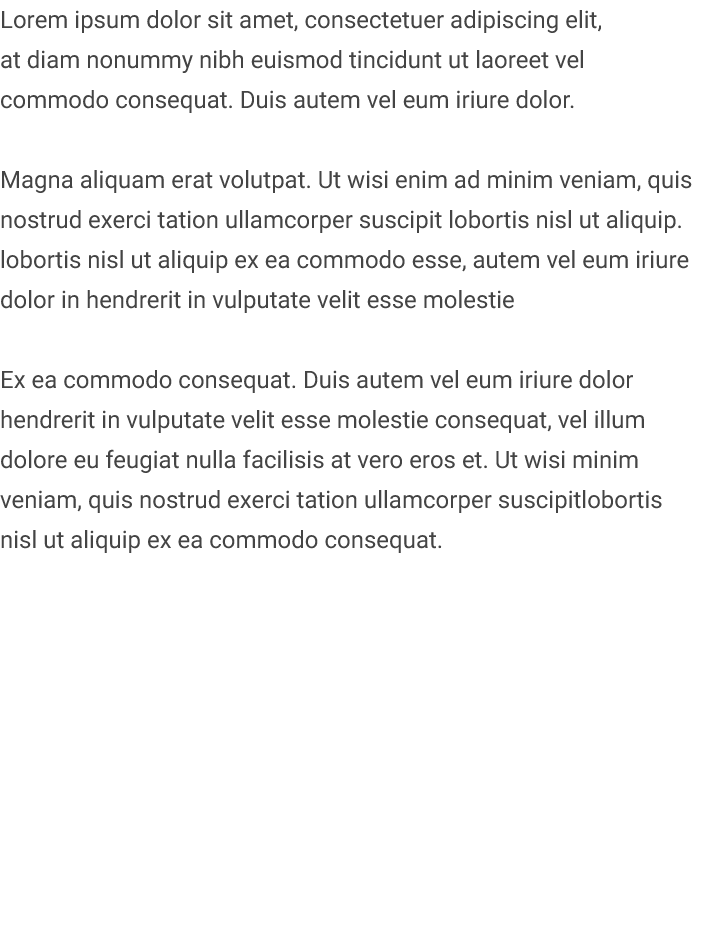 Lorem ipsum dolor sit amet, consectetuer adipiscing elit,
at diam nonummy nibh euismod tincidunt ut laoreet vel
commodo consequat. Duis autem vel eum iriure dolor.
Magna aliquam erat volutpat. Ut wisi enim ad minim veniam, quis
nostrud exerci tation ullamcorper suscipit lobortis nisl ut aliquip.
lobortis nisl ut aliquip ex ea commodo esse, autem vel eum iriure
dolor in hendrerit in vulputate velit esse molestie
Ex ea commodo consequat. Duis autem vel eum iriure dolor
hendrerit in vulputate velit esse molestie consequat, vel illum
dolore eu feugiat nulla facilisis at vero eros et. Ut wisi minim
veniam, quis nostrud exerci tation ullamcorper suscipitlobortis
nisl ut aliquip ex ea commodo consequat.